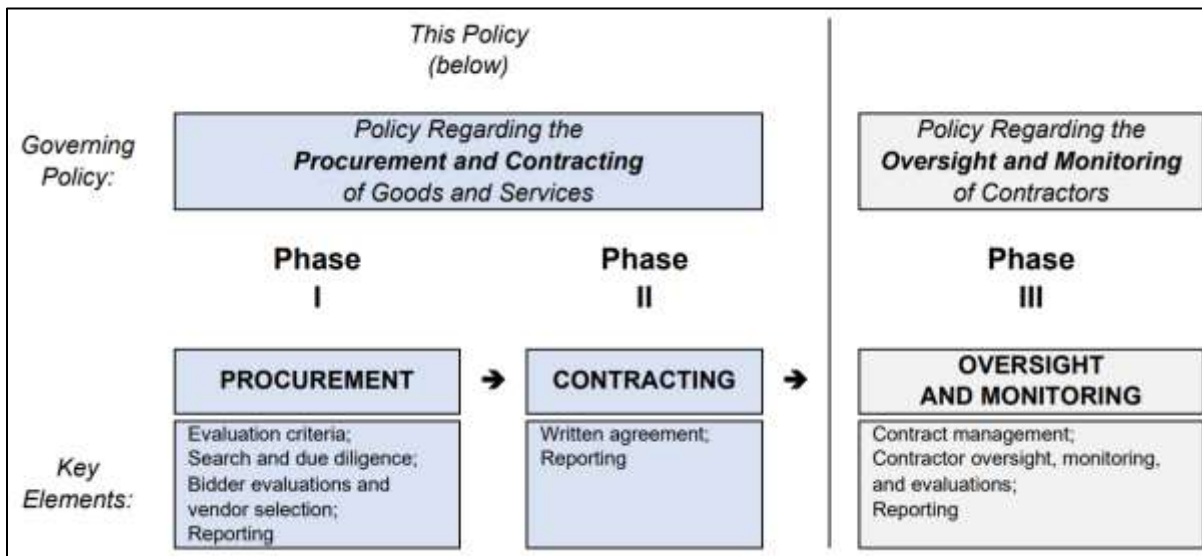 This Policy
(below)
Governing
Policy:
Policy Regarding the
Procurement and Contracting
of Goods and Services
Policy Regarding the
Oversight and Monitoring
of Contractors
Phase
I
Phase
II
Phase
III
PROCUREMENT
➔
CONTRACTING
➔
OVERSIGHT
AND MONITORING
Key
Elements:
Evaluation criteria;
Search and due diligence;
Bidder evaluations and
vendor selection;
Reporting
Written agreement;
Reporting
Contract management;
Contractor oversight, monitoring,
and evaluations;
Reporting